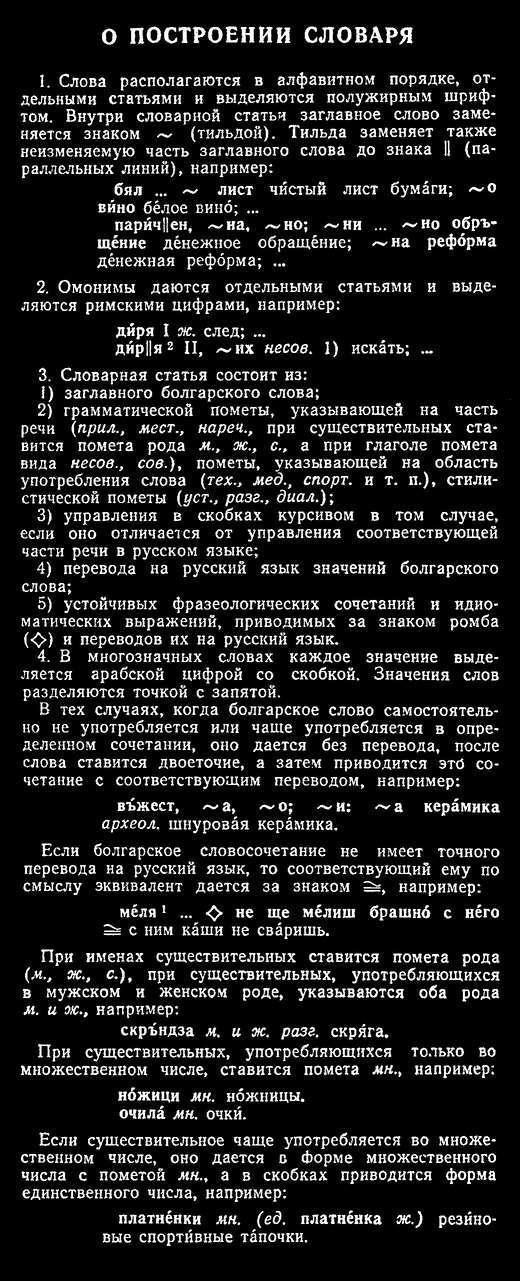 О ПОСТРОЕНИИ СЛОВАРЯ
1. Слова располагаются в алфавитном порядке, от-
дельными статьями и выделяются полужирным шриф-
том. Внутри словарной статьи заглавное слово заме-
няется знаком ~ (тильдой). Тильда заменяет также
неизменяемую часть заглавного слова до знака || (па-
раллельных линий), например:
бял ... ~ лист чи́стый лист бума́ги; ~о
ви́но бе́лое вино́; ...
пари́ч||ен, ~на, ~но; ~ни ... ~но обръ-
ще́ние де́нежное обраще́ние; ~на рефо́рма
де́нежная рефо́рма; ...
2. Омонимы даются отдельными статьями и выде-
ляются римскими цифрами, например:
ди́ря I ж. след; ...
ди́р||я² II, ~их несов. 1) иска́ть; ...
3. Словарная статья состоит из:
1) заглавного болгарского слова;
2) грамматической пометы, указывающей на часть
речи (прил., мест., нареч., при существительных ста-
вится помета рода м., ж., с., а при глаголе помета
вида несов., сов.), пометы, указывающей на область
употребления слова (тех., мед., спорт. и т. п.), стили-
стической пометы (уст., разг., диал.);
3) управления в скобках курсивом в том случае,
если оно отличается от управления соответствующей
части речи в русском языке;
4) перевода на русский язык значений болгарского
слова;
5) устойчивых фразеологических сочетаний и идио-
матических выражений, приводимых за знаком ромба
(◇) и переводов их на русский язык.
4. В многозначных словах каждое значение выде-
ляется арабской цифрой со скобкой. Значения слов
разделяются точкой с запятой.
В тех случаях, когда болгарское слово самостоятель-
но не употребляется или чаще употребляется в опре-
деленном сочетании, оно дается без перевода, после
слова ставится двоеточие, а затем приводится это со-
четание с соответствующим переводом, например:
въ́жест, ~а, ~о; ~и: ~а кера́мика
археол. шнурова́я кера́мика.
Если болгарское словосочетание не имеет точного
перевода на русский язык, то соответствующий ему по
смыслу эквивалент дается за знаком ≅, например:
ме́ля¹ ... ◇ не ще ме́лиш брашно́ с не́го
≅ с ним ка́ши не сва́ришь.
При именах существительных ставится помета рода
(м., ж., с.), при существительных, употребляющихся
в мужском и женском роде, указываются оба рода
м. и ж., например:
скръ́ндза м. и ж. разг. скря́га.
При существительных, употребляющихся только во
множественном числе, ставится помета мн., например:
но́жици мн. но́жницы.
очила́ мн. очки́.
Если существительное чаще употребляется во множе-
ственном числе, оно дается в форме множественного
числа с пометой мн., а в скобках приводится форма
единственного числа, например:
платне́нки мн. (ед. платне́нка ж.) рези́но-
вые спорти́вные та́почки.